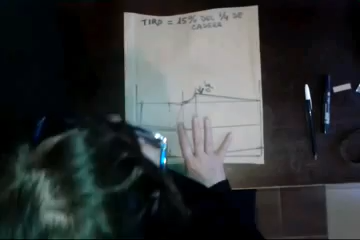 TIRO = 15% DEL 1/4 DE
CADERA